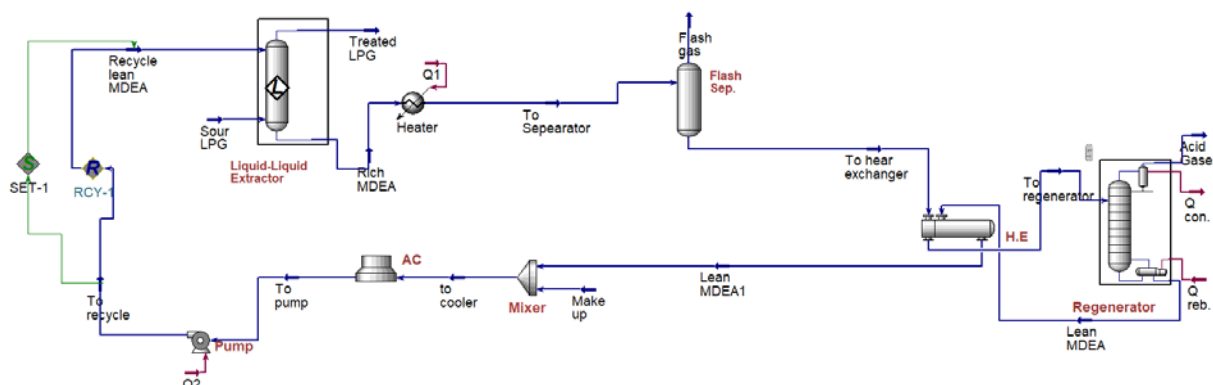 Recycle
lean
MDEA
Treated
LPG
Sour
LPG
Liquid-Liquid
Extractor
Rich
MDEA
Q1
Heater
To
Sepearator
Flash
gas
Flash
Sep.
To hear
exchanger
H.E
To
regenerator
Acid
Gase
Q
con.
Q
reb.
Regenerator
Lean
MDEA
Lean
MDEA1
Make
up
Mixer
to
cooler
AC
To
pump
Pump
Q2
To
recycle
S
SET-1
R
RCY-1
L